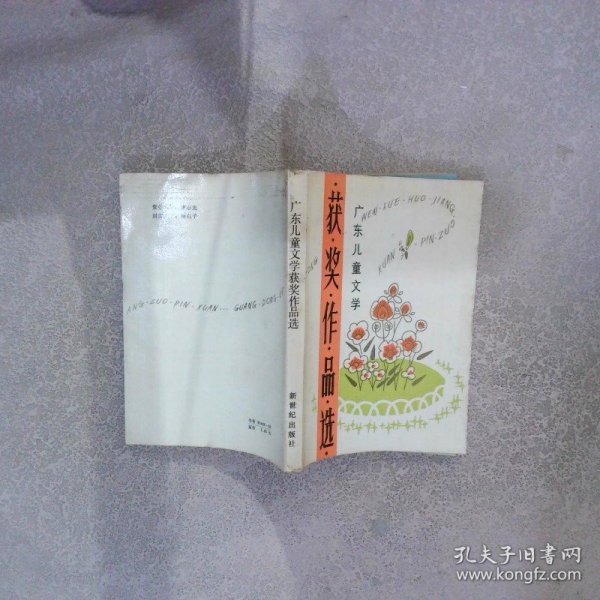 ·获·奖·作·品·选·
广东儿童文学
WEN-XUE-HUO-JIANG
XUAN
PIN-ZUO
广东儿童文学获奖作品选
新世纪出版社
ANG-ZUO-PIN-XUAN... GUANG-DONG
孔夫子旧书网
www.kongfz.com